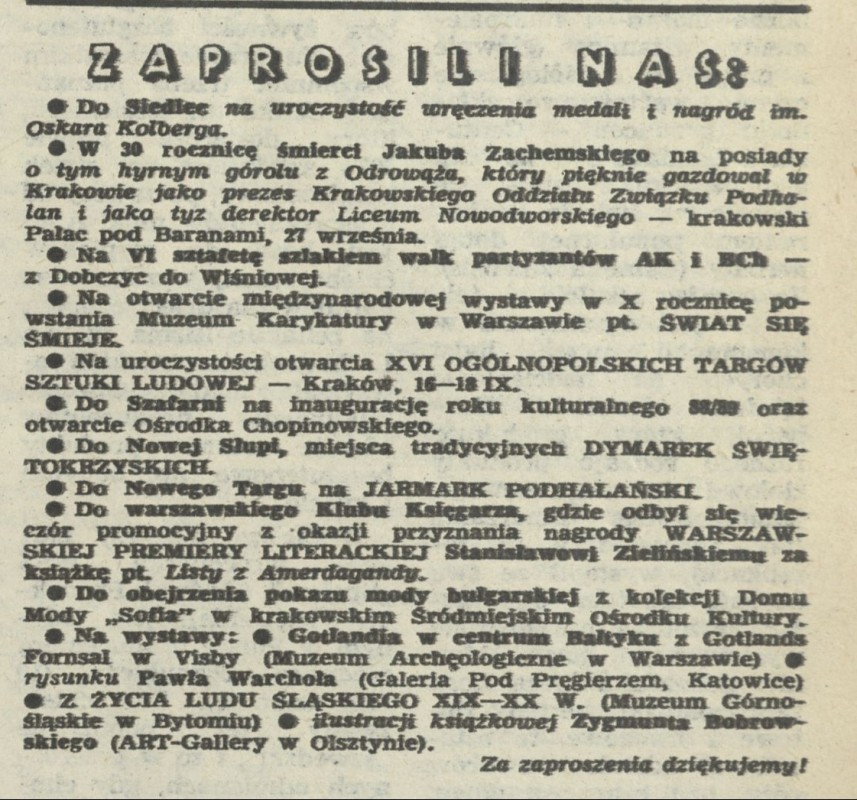 ZAPROSILI NAS:
● Do Siedlec na uroczystość wręczenia medali i nagród im.
Oskara Kolberga.
● W 30 rocznicę śmierci Jakuba Zachemskiego na posiady
o tym hyrnym górolu z Odrowąża, który pięknie gazdował w
Krakowie jako prezes Krakowskiego Oddziału Związku Podha-
lan i jako tyz derektor Liceum Nowodworskiego — krakowski
Pałac pod Baranami, 27 września.
● Na VI sztafetę szlakiem walk partyzantów AK i BCh —
z Dobczyc do Wiśniowej.
● Na otwarcie międzynarodowej wystawy w X rocznicę po-
wstania Muzeum Karykatury w Warszawie pt. ŚWIAT SIĘ
ŚMIEJE.
● Na uroczystości otwarcia XVI OGÓLNOPOLSKICH TARGÓW
SZTUKI LUDOWEJ — Kraków, 16—18 IX.
● Do Szafarni na inaugurację roku kulturalnego 88/89 oraz
otwarcie Ośrodka Chopinowskiego.
● Do Nowej Słupi, miejsca tradycyjnych DYMAREK ŚWIĘ-
TOKRZYSKICH.
● Do Nowego Targu na JARMARK PODHALAŃSKI.
● Do warszawskiego Klubu Księgarza, gdzie odbył się wie-
czór promocyjny z okazji przyznania nagrody WARSZAW-
SKIEJ PREMIERY LITERACKIEJ Stanisławowi Zielińskiemu za
książkę pt. Listy z Amerdagandy.
● Do obejrzenia pokazu mody bułgarskiej z kolekcji Domu
Mody „Sofia” w krakowskim Śródmiejskim Ośrodku Kultury.
● Na wystawy: ● Gotlandia w centrum Bałtyku z Gotlands
Fornsal w Visby (Muzeum Archeologiczne w Warszawie) ●
rysunku Pawła Warchoła (Galeria Pod Pręgierzem, Katowice)
● Z ŻYCIA LUDU ŚLĄSKIEGO XIX—XX W. (Muzeum Górno-
śląskie w Bytomiu) ● ilustracji książkowej Zygmunta Bobrow-
skiego (ART-Gallery w Olsztynie).
Za zaproszenia dziękujemy!